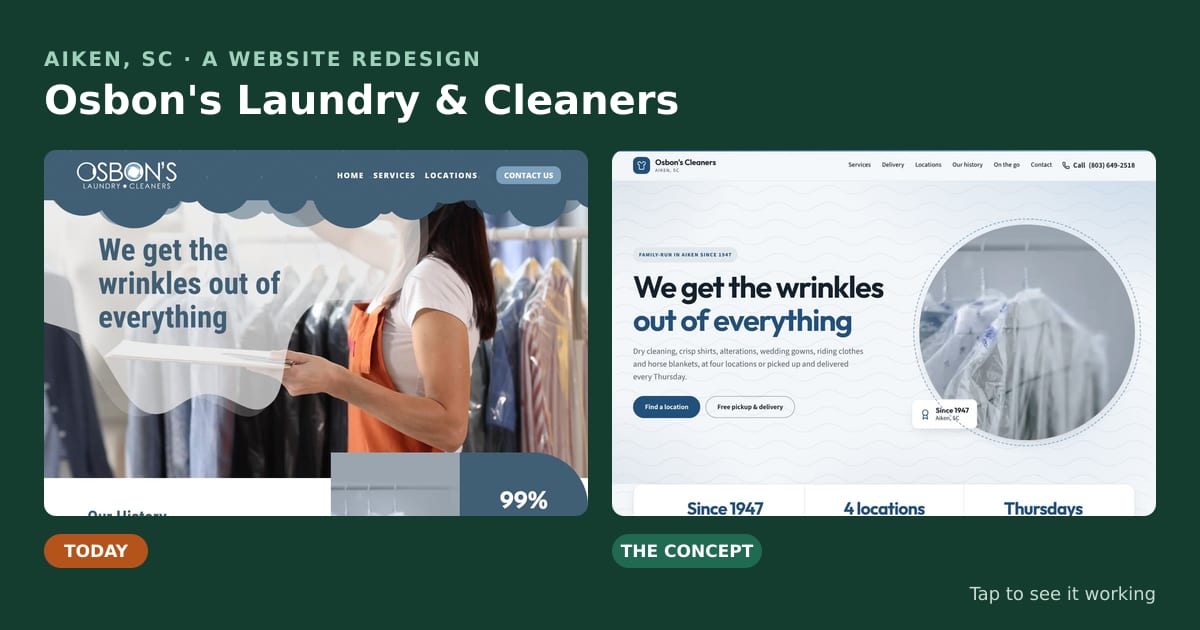 AIKEN, SC · A WEBSITE REDESIGN
Osbon's Laundry & Cleaners
OSBON'S
LAUNDRY • CLEANERS
HOME SERVICES LOCATIONS CONTACT US
We get the
wrinkles out of
everything
99%
Our History
Osbon's Cleaners
AIKEN, SC
Services Delivery Locations Our history On the go Contact Call (803) 649-2518
FAMILY-RUN IN AIKEN SINCE 1947
We get the wrinkles
out of everything
Dry cleaning, crisp shirts, alterations, wedding gowns, riding clothes
and horse blankets, at four locations or picked up and delivered
every Thursday.
Find a location Free pickup & delivery
Since 1947
Aiken, SC
Since 1947 4 locations Thursdays
TODAY
THE CONCEPT
Tap to see it working